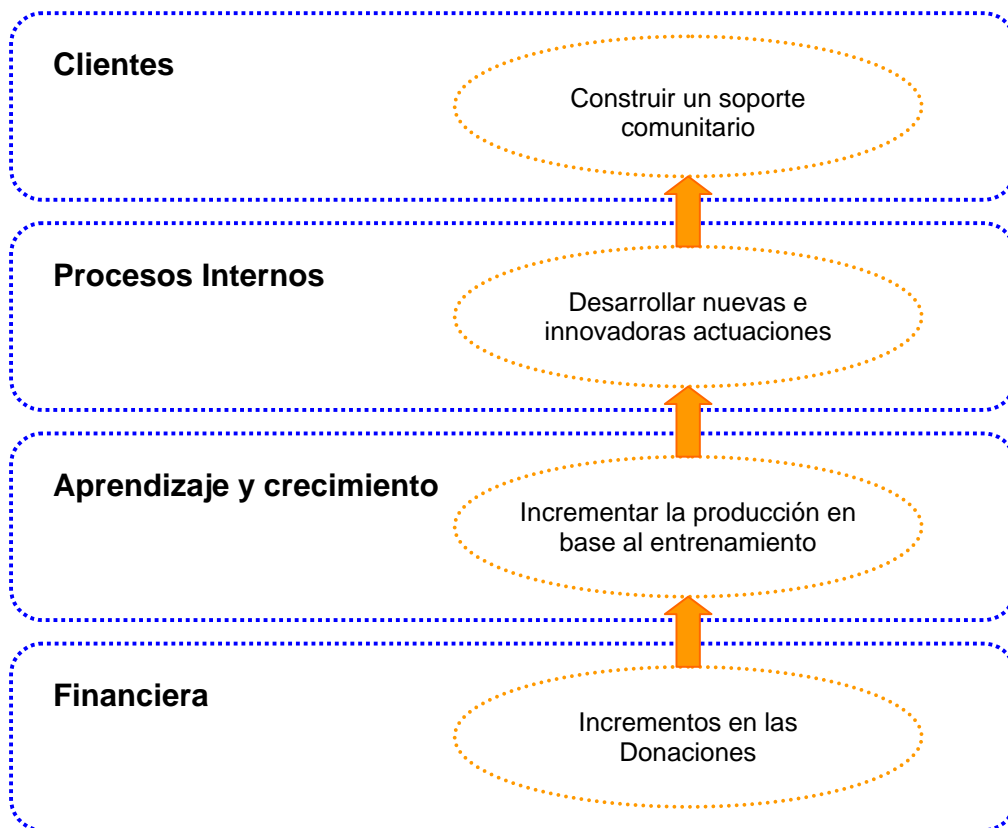 Clientes
Construir un soporte
comunitario
Procesos Internos
Desarrollar nuevas e
innovadoras actuaciones
Aprendizaje y crecimiento
Incrementar la producción en
base al entrenamiento
Financiera
Incrementos en las
Donaciones